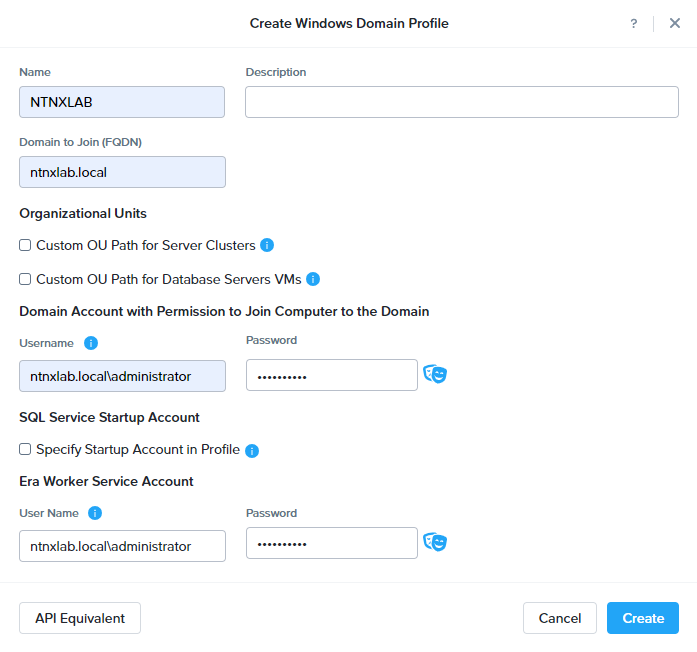 Create Windows Domain Profile ?
Name Description
NTNXLAB
Domain to Join (FQDN)
ntnxlab.local
Organizational Units
Custom OU Path for Server Clusters i
Custom OU Path for Database Servers VMs i
Domain Account with Permission to Join Computer to the Domain
Username i Password
ntnxlab.local\administrator ••••••••••
SQL Service Startup Account
Specify Startup Account in Profile i
Era Worker Service Account
User Name i Password
ntnxlab.local\administrator ••••••••••
API Equivalent Cancel Create